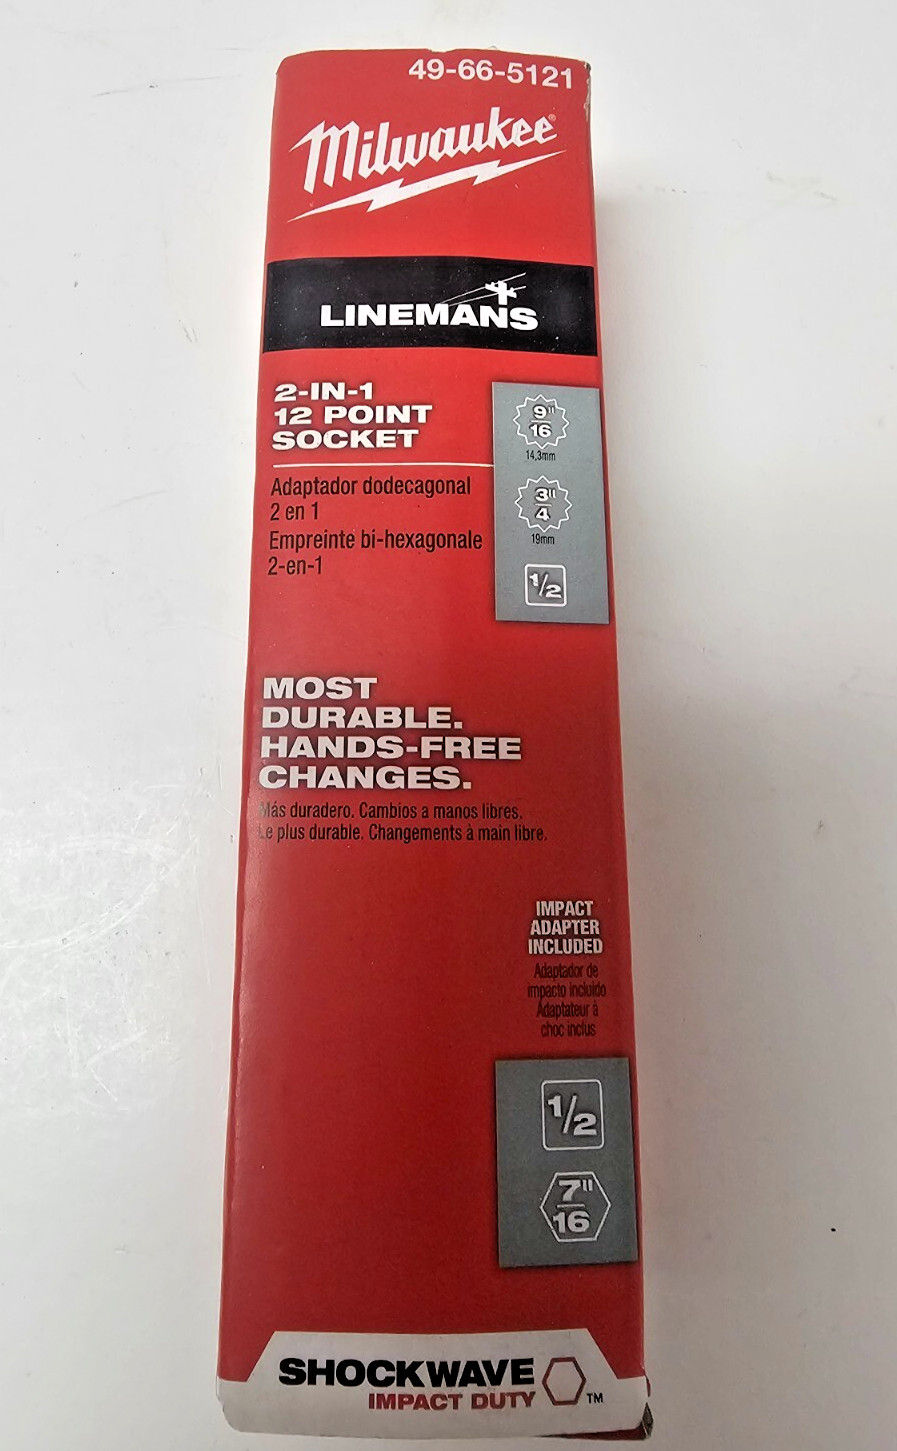 49-66-5121
Milwaukee®
LINEMANS
2-IN-1
12 POINT
SOCKET
Adaptador dodecagonal
2 en 1
Empreinte bi-hexagonale
2-en-1
9"
16
14,3mm
3"
4
19mm
1/2
MOST
DURABLE.
HANDS-FREE
CHANGES.
Más duradero. Cambios a manos libres.
Le plus durable. Changements à main libre.
IMPACT
ADAPTER
INCLUDED
Adaptador de
impacto incluido
Adaptateur à
choc inclus
1/2
7"
16
SHOCKWAVE
IMPACT DUTY
TM